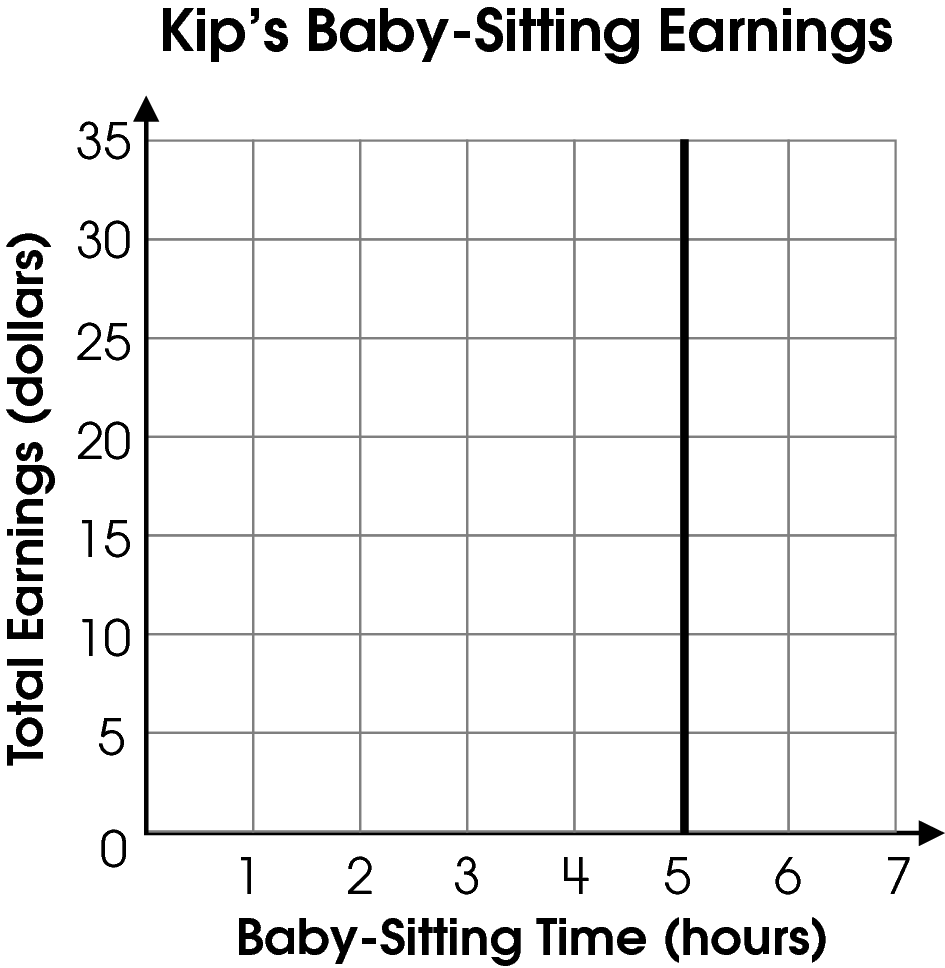 Kip's Baby-Sitting Earnings
Total Earnings (dollars)
35
30
25
20
15
10
5
0
1 2 3 4 5 6 7
Baby-Sitting Time (hours)